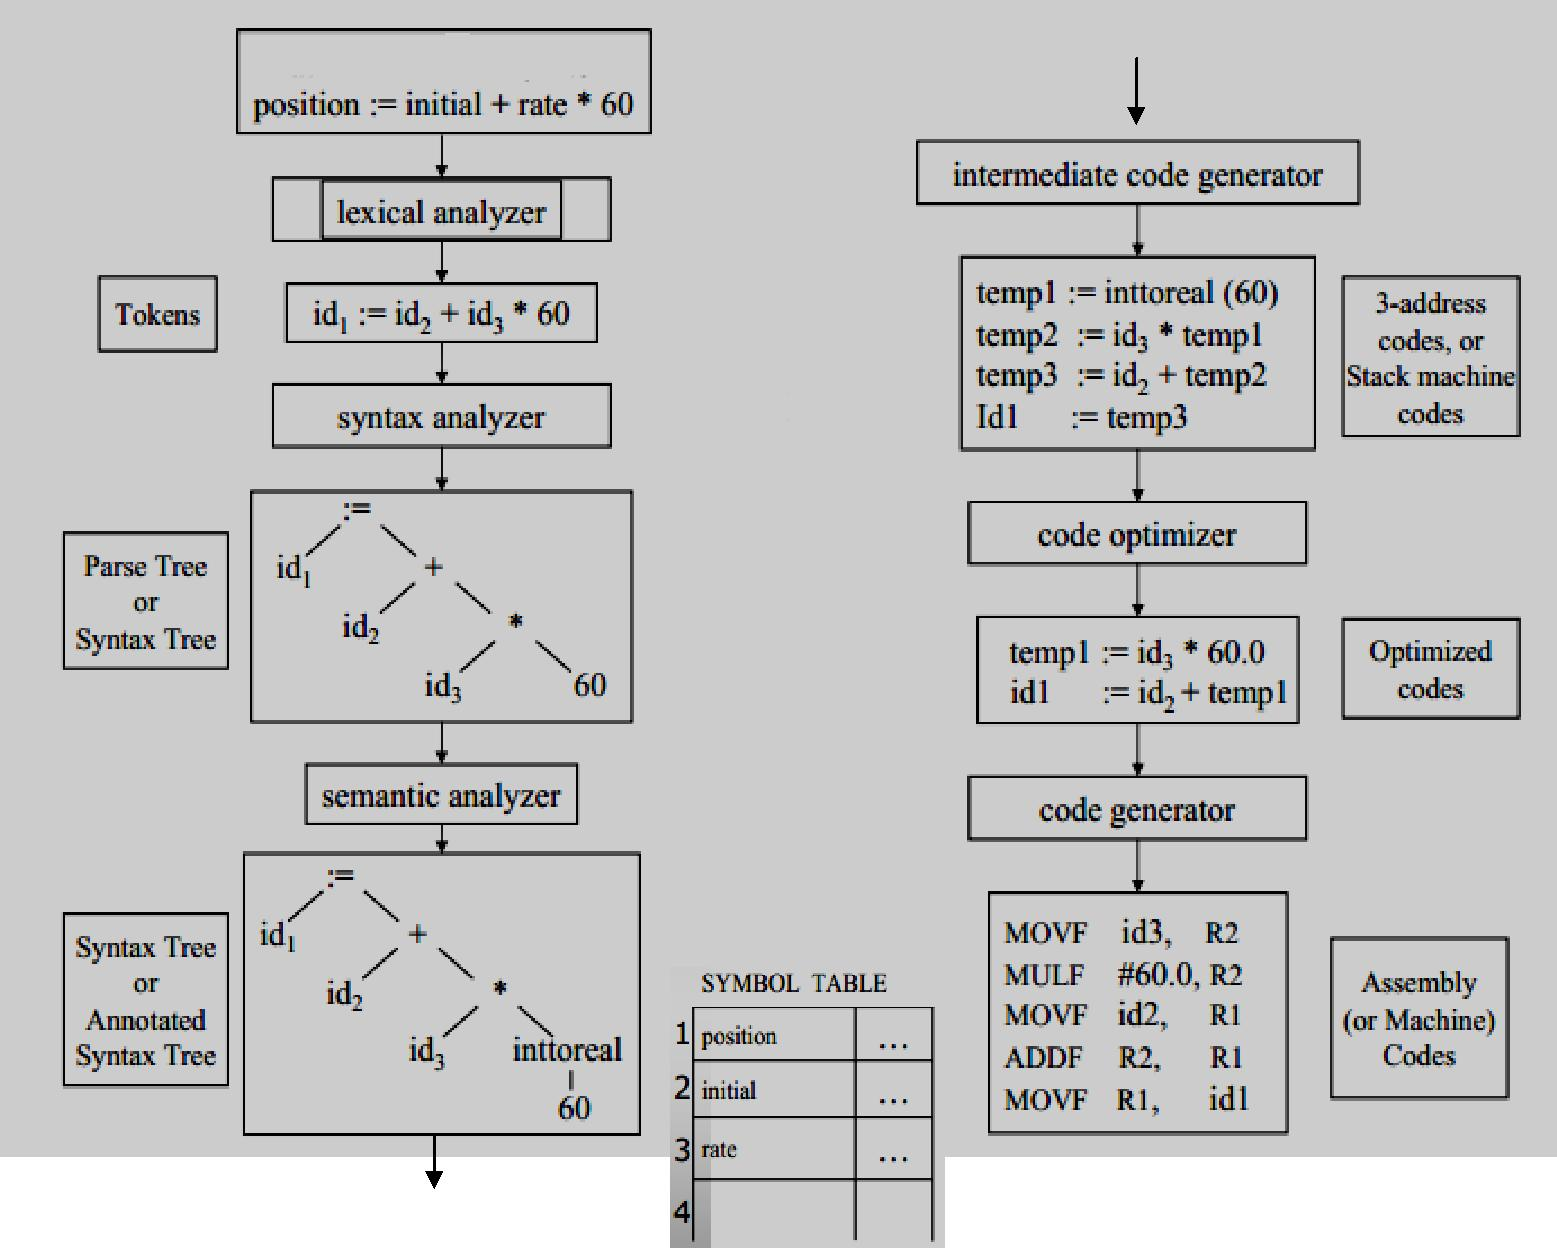 position := initial + rate * 60
lexical analyzer
Tokens
id1 := id2 + id3 * 60
syntax analyzer
Parse Tree
or
Syntax Tree
:=
id1
+
id2
*
id3
60
semantic analyzer
Syntax Tree
or
Annotated
Syntax Tree
:=
id1
+
id2
*
id3
inttoreal
60
SYMBOL TABLE
1 position ...
2 initial ...
3 rate ...
4
intermediate code generator
temp1 := inttoreal (60)
temp2 := id3 * temp1
temp3 := id2 + temp2
Id1 := temp3
3-address
codes, or
Stack machine
codes
code optimizer
temp1 := id3 * 60.0
id1 := id2 + temp1
Optimized
codes
code generator
MOVF id3, R2
MULF #60.0, R2
MOVF id2, R1
ADDF R2, R1
MOVF R1, id1
Assembly
(or Machine)
Codes